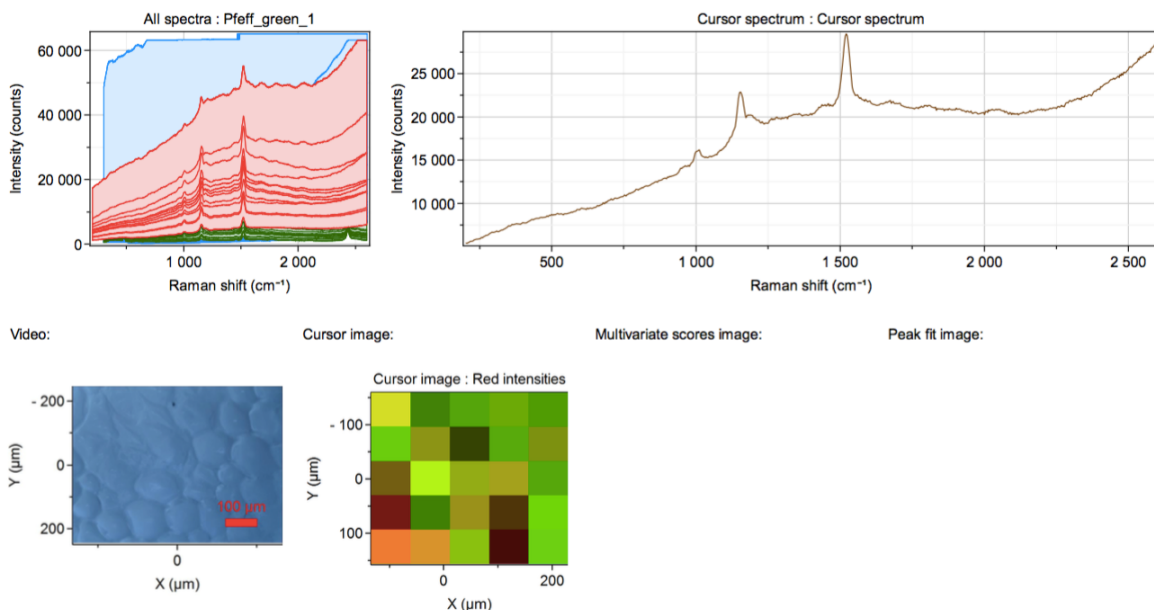 All spectra : Pfeff_green_1
Intensity (counts)
60 000
40 000
20 000
0
1 000
2 000
Raman shift (cm⁻¹)
Cursor spectrum : Cursor spectrum
Intensity (counts)
25 000
20 000
15 000
10 000
500
1 000
1 500
2 000
2 500
Raman shift (cm⁻¹)
Video:
Cursor image:
Multivariate scores image:
Peak fit image:
Y (µm)
- 200
0
200
100 µm
0
X (µm)
Cursor image : Red intensities
Y (µm)
- 100
0
100
0
200
X (µm)